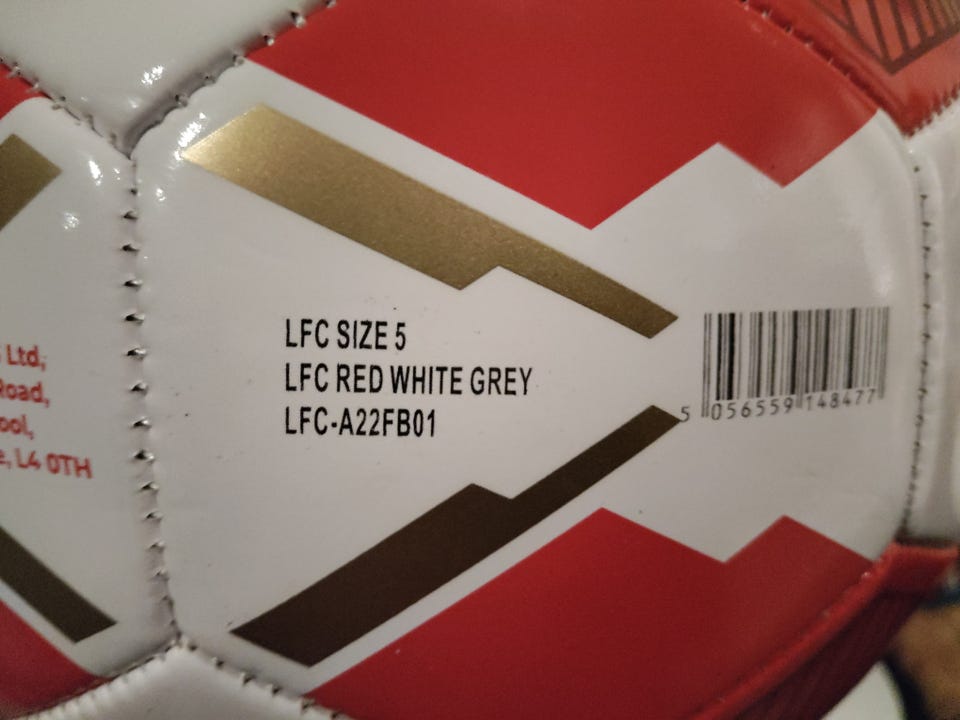 LFC SIZE 5
LFC RED WHITE GREY
LFC-A22FB01
5 056559 148477
Ltd,
Road,
ool,
e, L4 0TH